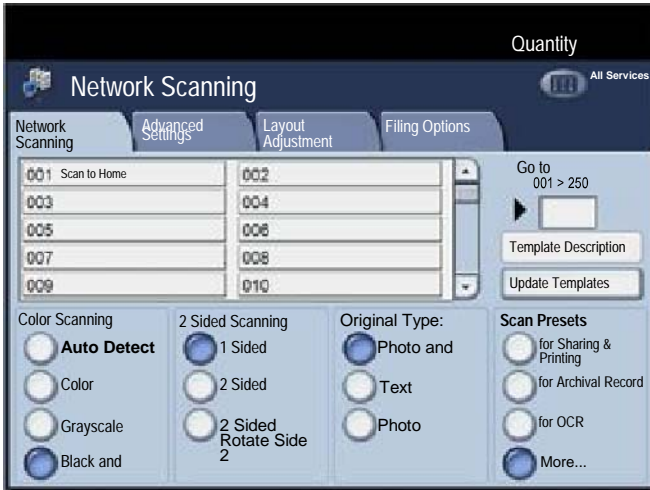 Quantity
Network Scanning
All Services
Network
Scanning
Advanced
Settings
Layout
Adjustment
Filing Options
001 Scan to Home
002
003
004
005
006
007
008
009
010
Go to
001 > 250
Template Description
Update Templates
Color Scanning
Auto Detect
Color
Grayscale
Black and
2 Sided Scanning
1 Sided
2 Sided
2 Sided
Rotate Side
2
Original Type:
Photo and
Text
Photo
Scan Presets
for Sharing &
Printing
for Archival Record
for OCR
More...